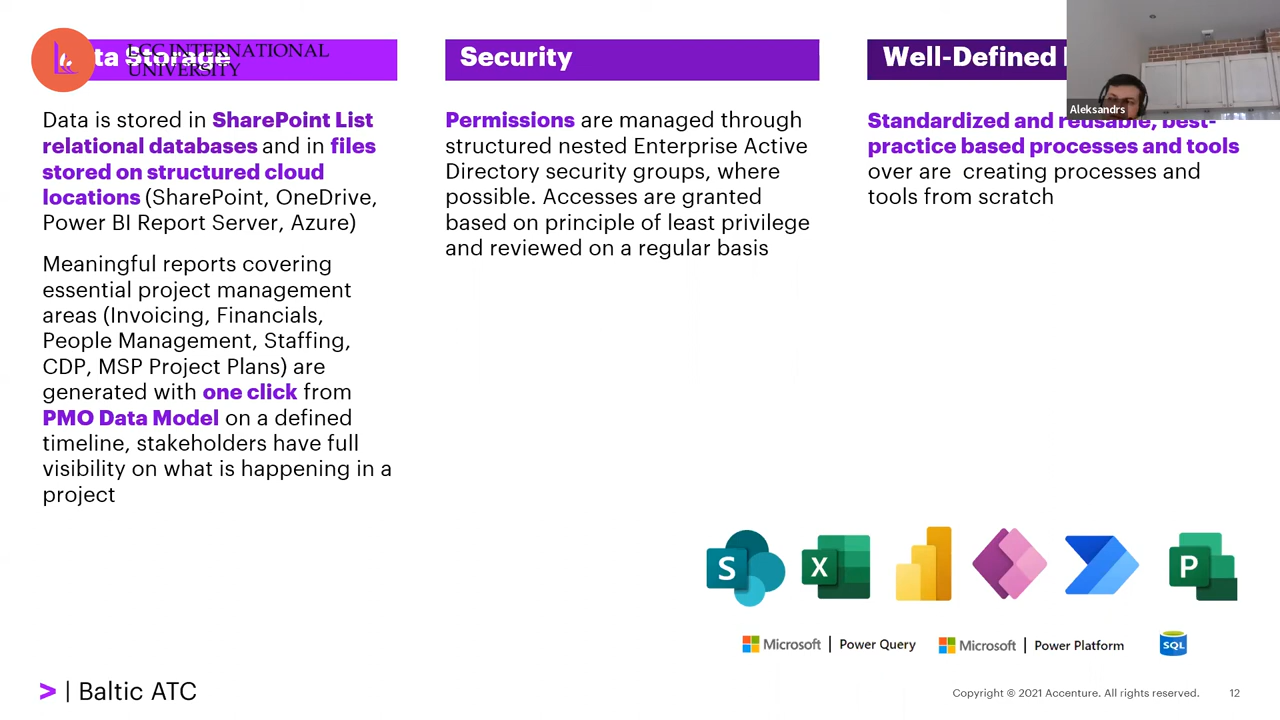 ta Storage
LCC INTERNATIONAL
UNIVERSITY
Data is stored in SharePoint List
relational databases and in files
stored on structured cloud
locations (SharePoint, OneDrive,
Power BI Report Server, Azure)
Meaningful reports covering
essential project management
areas (Invoicing, Financials,
People Management, Staffing,
CDP, MSP Project Plans) are
generated with one click from
PMO Data Model on a defined
timeline, stakeholders have full
visibility on what is happening in a
project
Security
Permissions are managed through
structured nested Enterprise Active
Directory security groups, where
possible. Accesses are granted
based on principle of least privilege
and reviewed on a regular basis
Well-Defined
Aleksandrs
Standardized and reusable, best-
practice based processes and tools
over are creating processes and
tools from scratch
S
X
P
Microsoft | Power Query
Microsoft | Power Platform
SQL
> | Baltic ATC
Copyright © 2021 Accenture. All rights reserved.
12